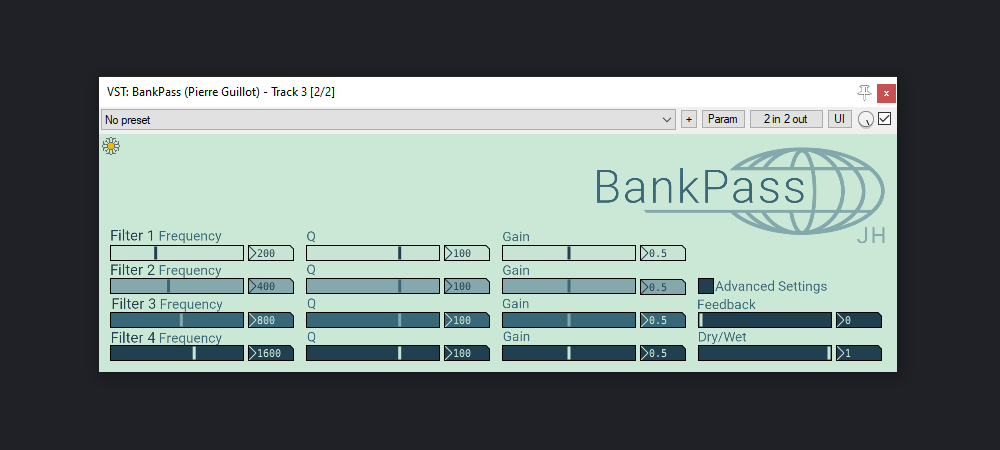 VST: BankPass (Pierre Guillot) - Track 3 [2/2]
x
No preset
+
Param
2 in 2 out
UI
BankPass
JH
Filter 1 Frequency
Q
Gain
200
100
0.5
Filter 2 Frequency
Q
Gain
400
100
0.5
Advanced Settings
Filter 3 Frequency
Q
Gain
Feedback
800
100
0.5
0
Filter 4 Frequency
Q
Gain
Dry/Wet
1600
100
0.5
1